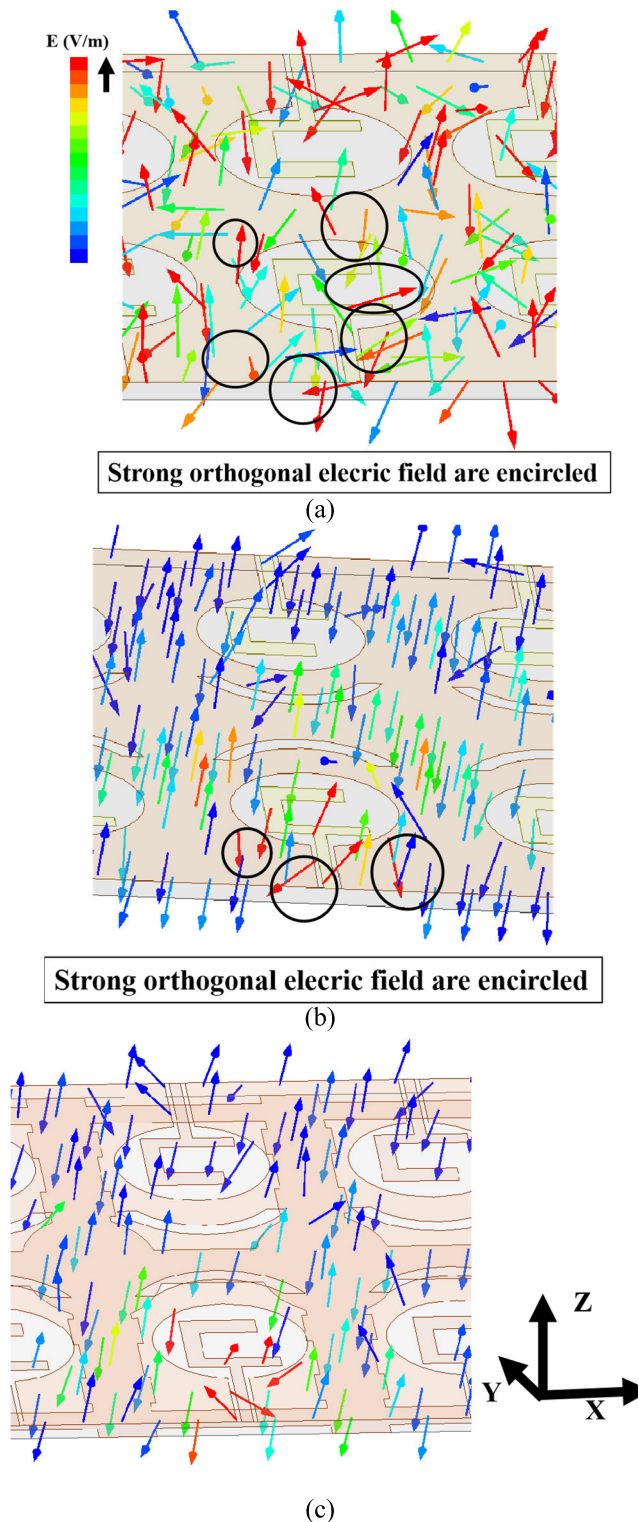 E (V/m)
Strong orthogonal elecric field are encircled
(a)
Strong orthogonal elecric field are encircled
(b)
Z
Y
X
(c)